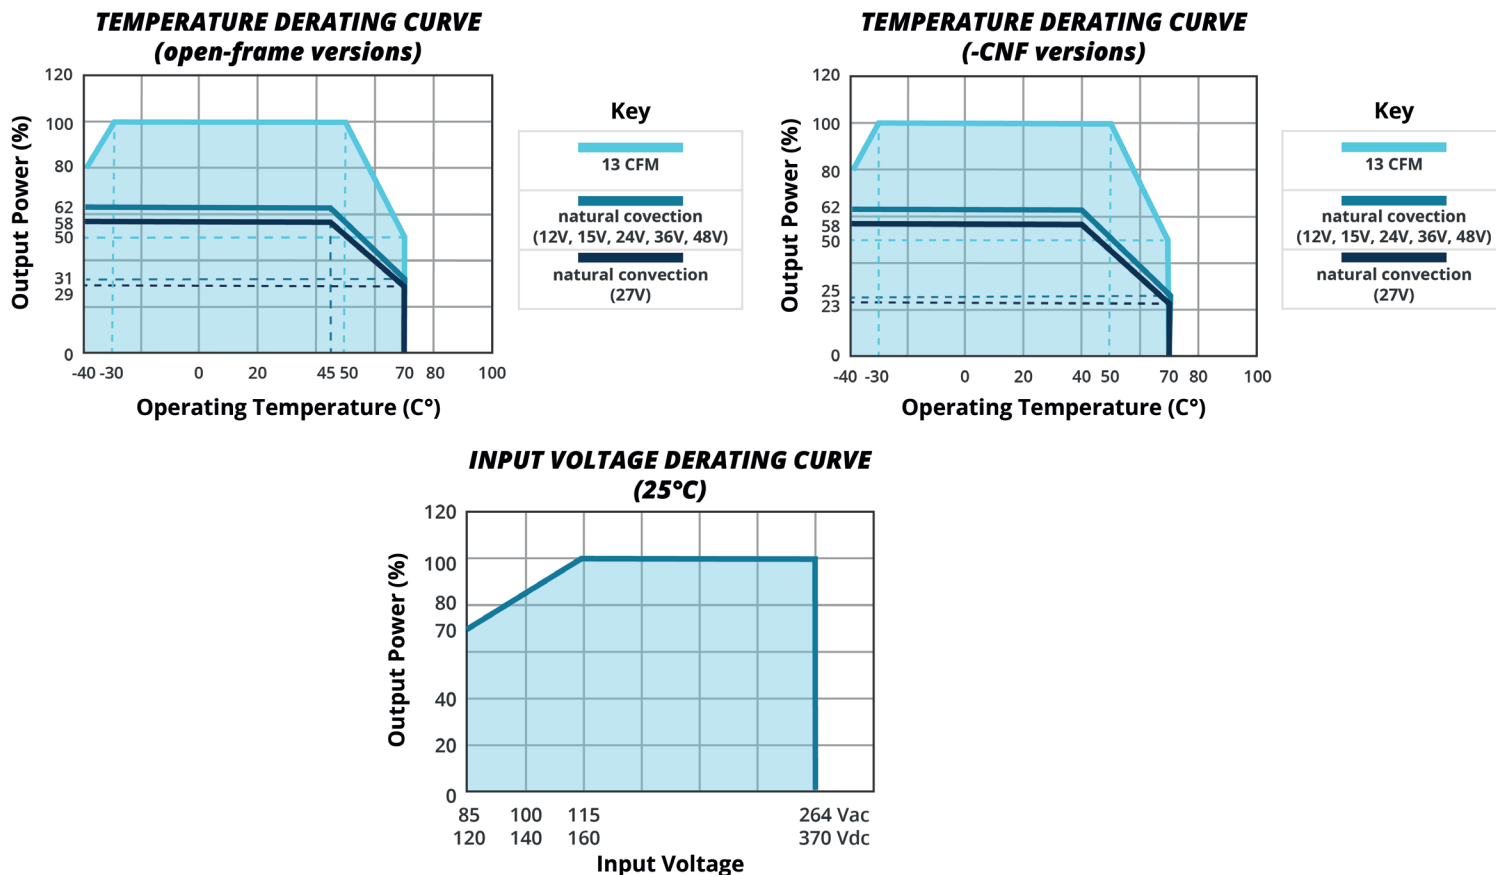 TEMPERATURE DERATING CURVE
(open-frame versions)
Output Power (%)
120
100
80
62
58
50
31
29
0
-40 -30 0 20 45 50 70 80 100
Operating Temperature (C°)
Key
13 CFM
natural covection
(12V, 15V, 24V, 36V, 48V)
natural convection
(27V)
TEMPERATURE DERATING CURVE
(-CNF versions)
Output Power (%)
120
100
80
62
58
50
25
23
0
-40 -30 0 20 40 50 70 80 100
Operating Temperature (C°)
Key
13 CFM
natural covection
(12V, 15V, 24V, 36V, 48V)
natural convection
(27V)
INPUT VOLTAGE DERATING CURVE
(25°C)
Output Power (%)
120
100
80
70
40
20
0
85 100 115 264 Vac
120 140 160 370 Vdc
Input Voltage